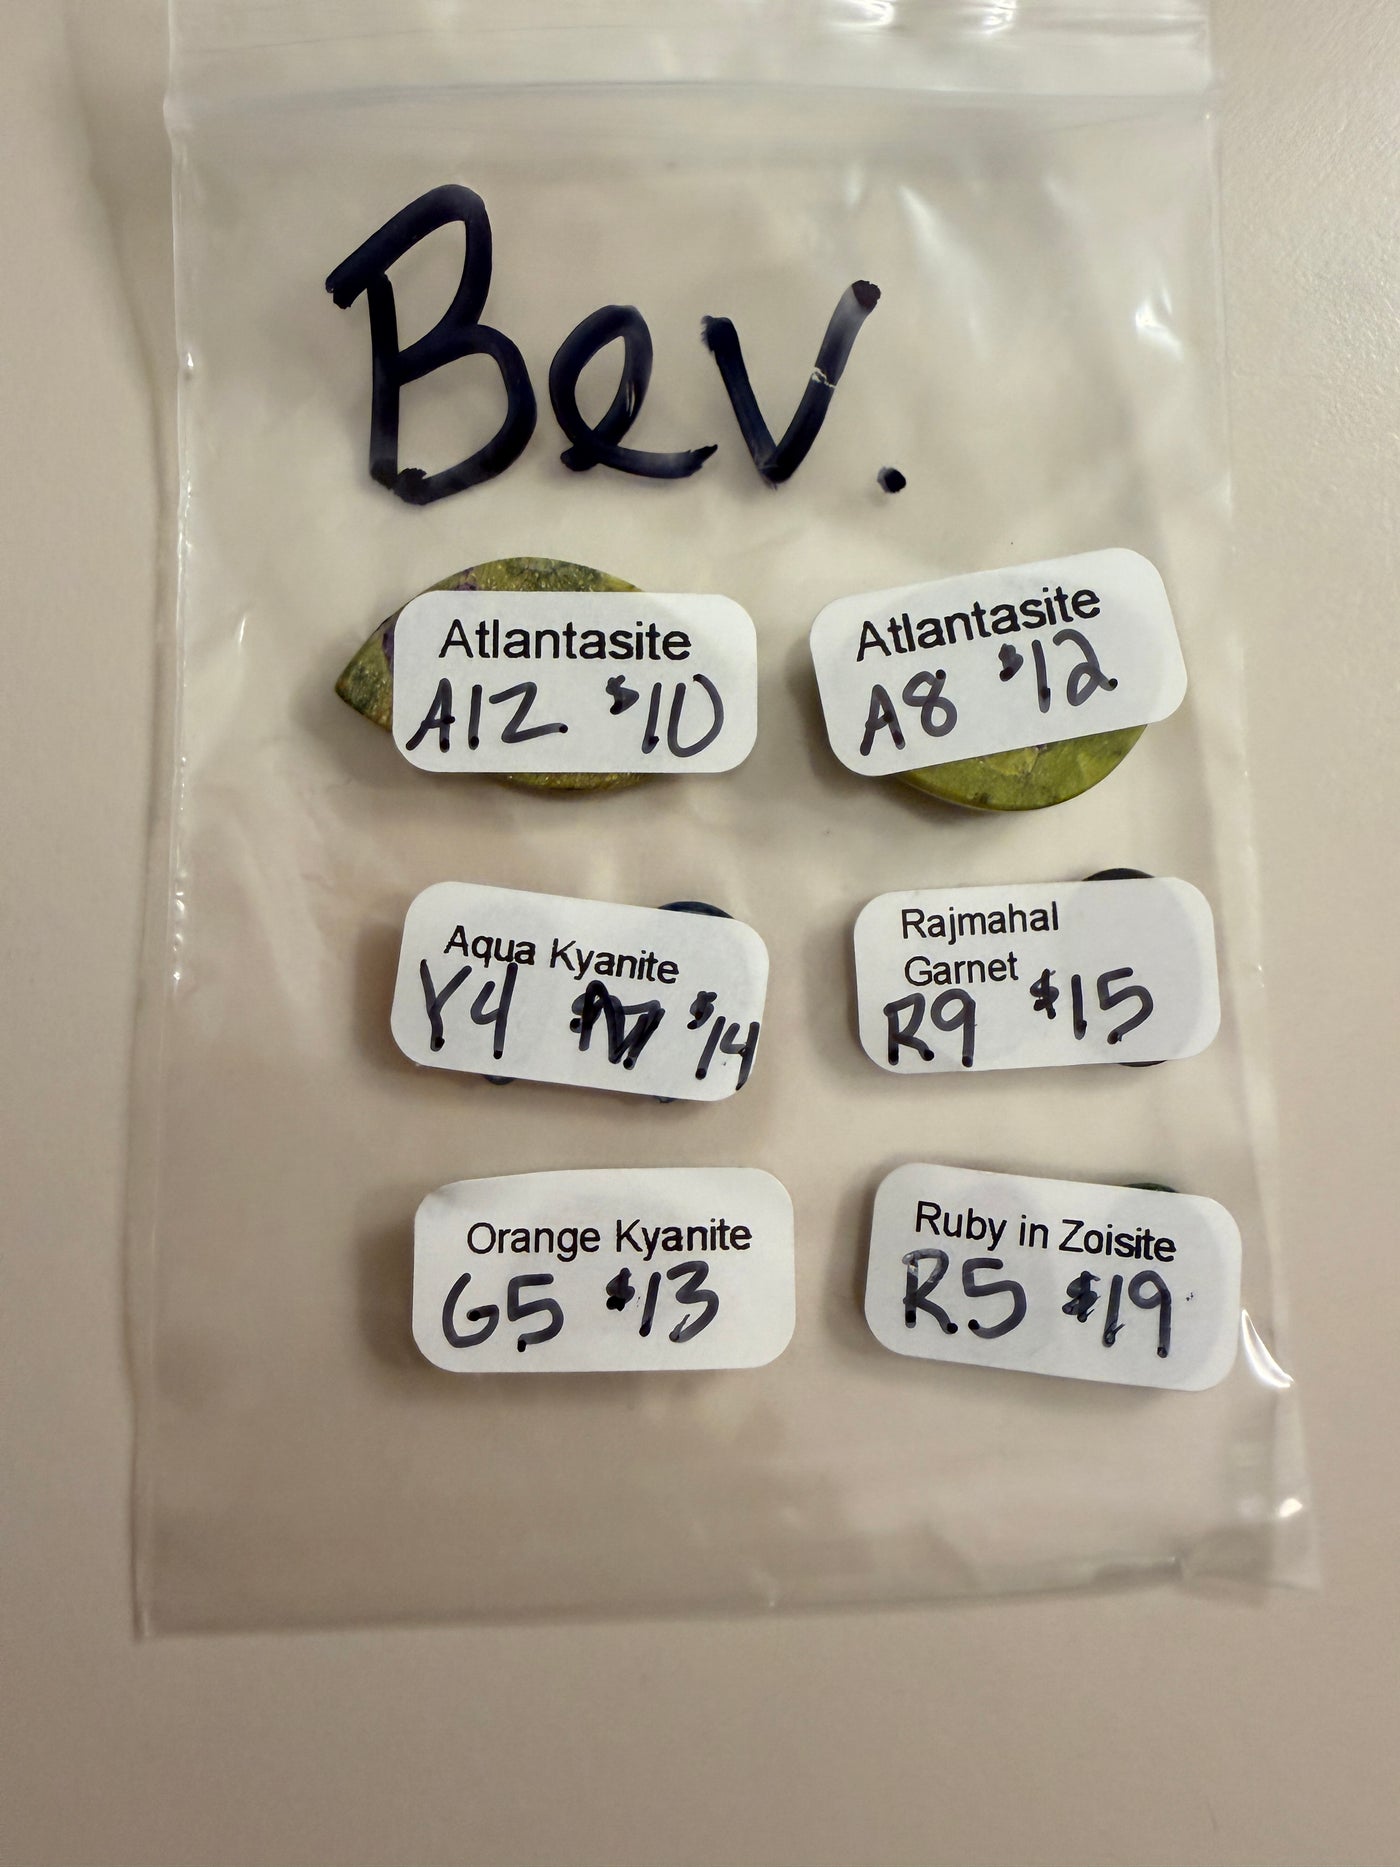 Bev.
Atlantasite
A12 $10
Atlantasite
A8 $12
Aqua Kyanite
Y4 $14
Rajmahal
Garnet
R9 $15
Orange Kyanite
G5 $13
Ruby in Zoisite
R5 $19